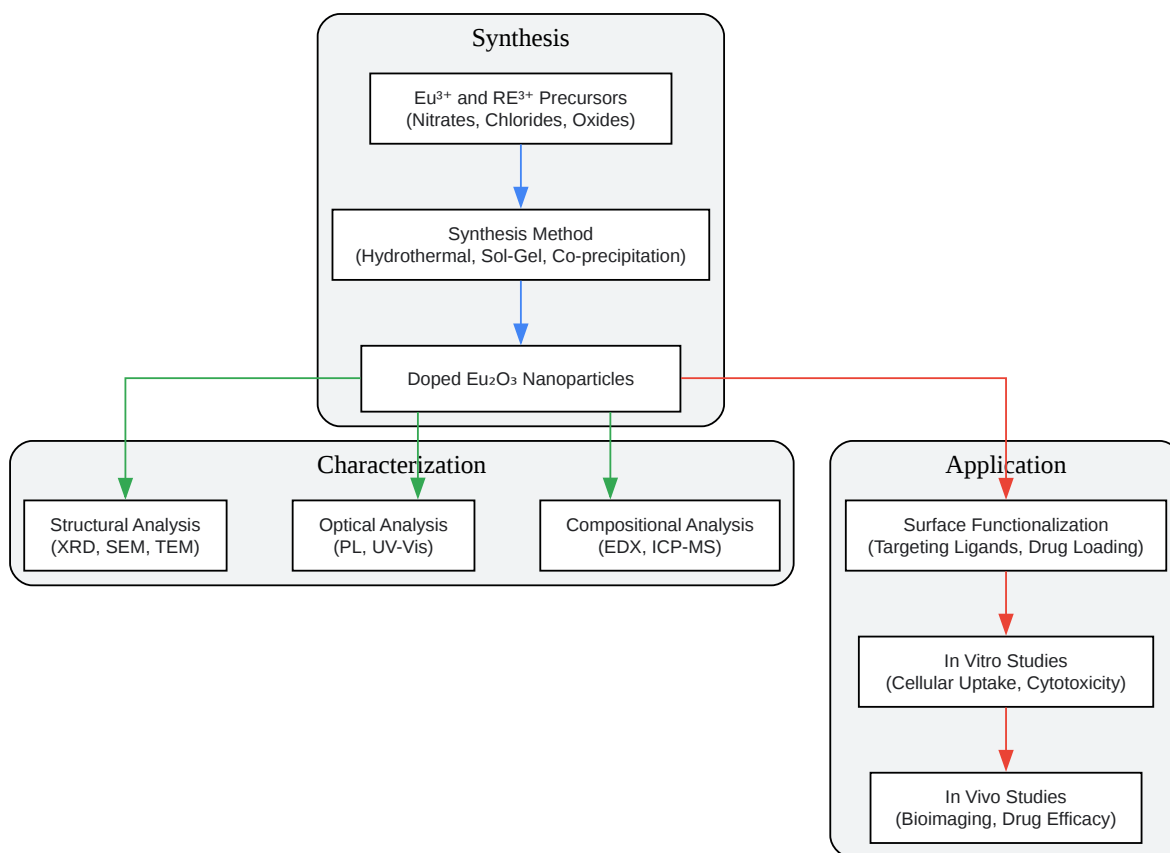 Synthesis
Eu³⁺ and RE³⁺ Precursors
(Nitrates, Chlorides, Oxides)
Synthesis Method
(Hydrothermal, Sol-Gel, Co-precipitation)
Doped Eu₂O₃ Nanoparticles
Characterization
Structural Analysis
(XRD, SEM, TEM)
Optical Analysis
(PL, UV-Vis)
Compositional Analysis
(EDX, ICP-MS)
Application
Surface Functionalization
(Targeting Ligands, Drug Loading)
In Vitro Studies
(Cellular Uptake, Cytotoxicity)
In Vivo Studies
(Bioimaging, Drug Efficacy)